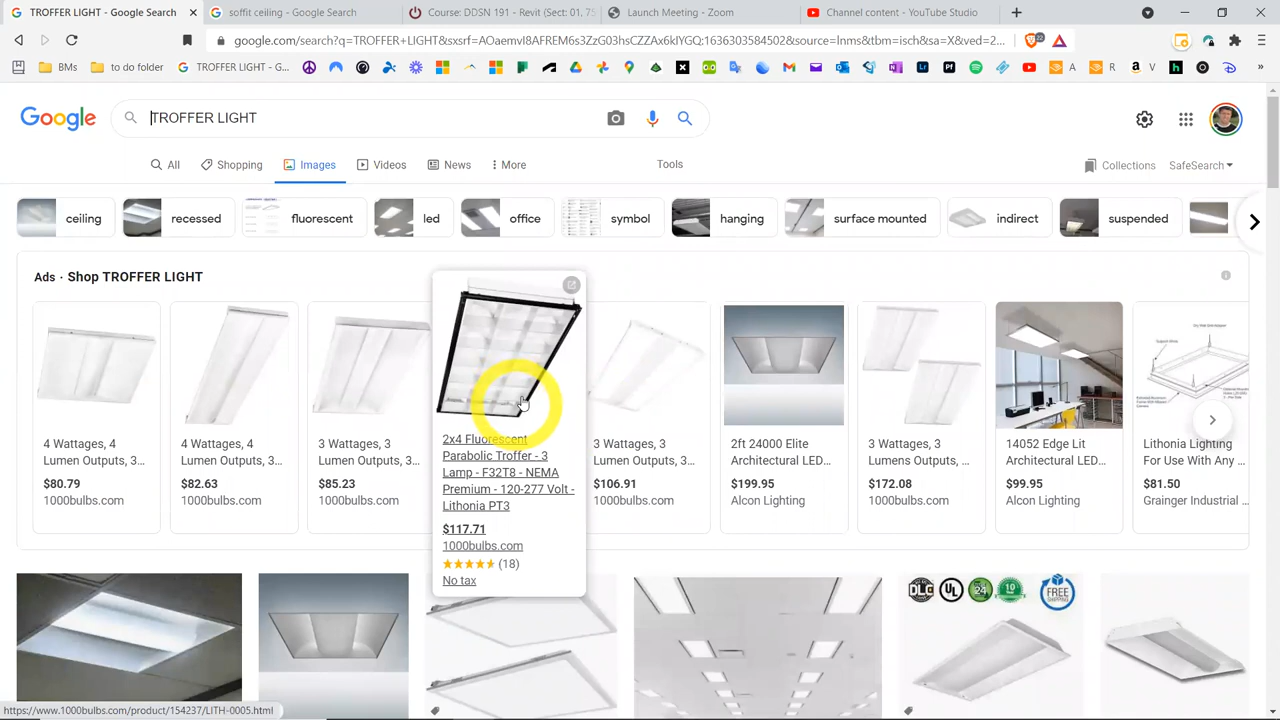 TROFFER LIGHT - Google Search
soffit ceiling - Google Search
Course: DDSN 191 - Revit (Sect: 01, 75
Launch Meeting - Zoom
Channel content - YouTube Studio
google.com/search?q=TROFFER+LIGHT&sxsrf=AOaemvI8AFREM6s3ZzG03hsCZZAx6kIYGQ:1636303584502&source=lnms&tbm=isch&sa=X&ved=2...
22
BMs
to do folder
TROFFER LIGHT - G...
A
R
V
Google
TROFFER LIGHT
All
Shopping
Images
Videos
News
More
Tools
Collections
SafeSearch
ceiling
recessed
fluorescent
led
office
symbol
hanging
surface mounted
indirect
suspended
Ads · Shop TROFFER LIGHT
4 Wattages, 4
Lumen Outputs, 3...
$80.79
1000bulbs.com
4 Wattages, 4
Lumen Outputs, 3...
$82.63
1000bulbs.com
3 Wattages, 3
Lumen Outputs, 3...
$85.23
1000bulbs.com
2x4 Fluorescent
Parabolic Troffer - 3
Lamp - F32T8 - NEMA
Premium - 120-277 Volt -
Lithonia PT3
$117.71
1000bulbs.com
(18)
No tax
3 Wattages, 3
Lumen Outputs, 3...
$106.91
1000bulbs.com
2ft 24000 Elite
Architectural LED...
$199.95
Alcon Lighting
3 Wattages, 3
Lumens Outputs, 3...
$172.08
1000bulbs.com
14052 Edge Lit
Architectural LED...
$99.95
Alcon Lighting
Lithonia Lighting
For Use With Any ...
$81.50
Grainger Industrial ...
DLC
UL
24
10
FREE
SHIPPING
https://www.1000bulbs.com/product/154237/LITH-0005.html